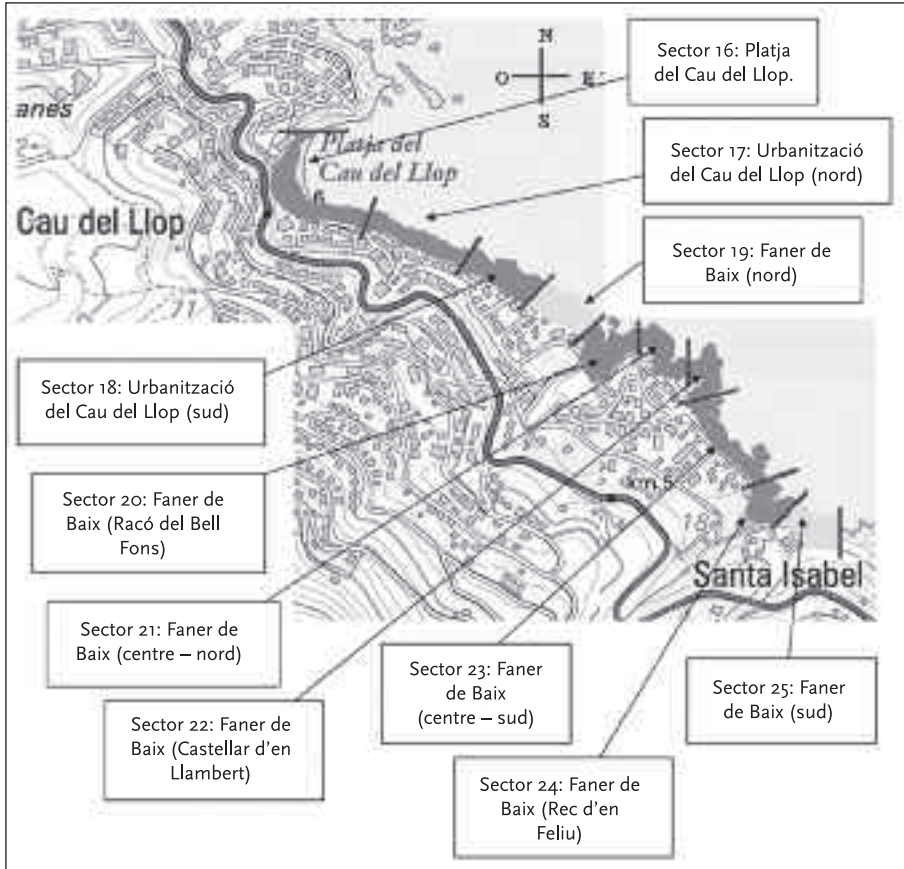 Sector 16: Platja
del Cau del Llop.
N
O
E
S
anes
Platja del
Cau del Llop
Sector 17: Urbanització
del Cau del Llop (nord)
Cau del Llop
Sector 19: Faner de
Baix (nord)
Sector 18: Urbanització
del Cau del Llop (sud)
Sector 20: Faner de
Baix (Racó del Bell
Fons)
Santa Isabel
Sector 21: Faner de
Baix (centre – nord)
Sector 23: Faner
de Baix
(centre – sud)
Sector 25: Faner
de Baix (sud)
Sector 22: Faner de
Baix (Castellar d'en
Llambert)
Sector 24: Faner de
Baix (Rec d'en
Feliu)